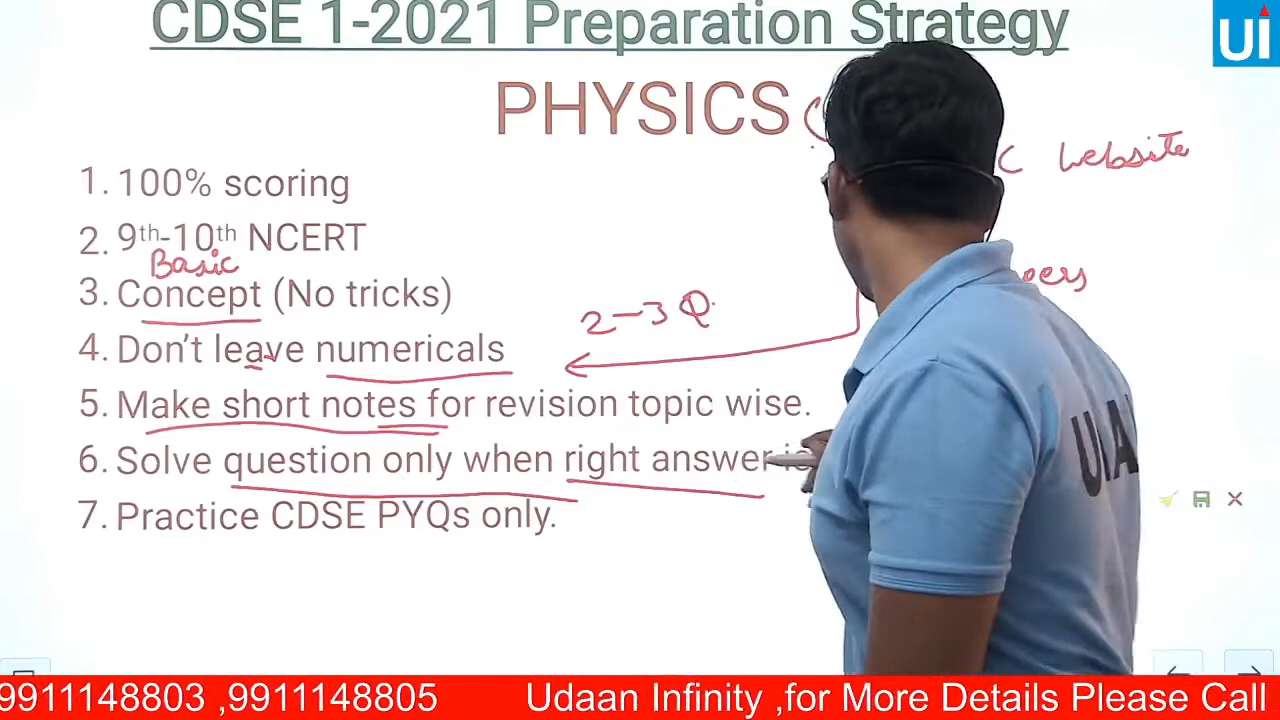 CDSE 1-2021 Preparation Strategy
Ui
PHYSICS
C website
1. 100% scoring
2. 9th-10th NCERT
Basic
3. Concept (No tricks)
2-3 Q
4. Don't leave numericals
5. Make short notes for revision topic wise.
6. Solve question only when right answer
7. Practice CDSE PYQs only.
UDAA
9911148803 ,9911148805 Udaan Infinity ,for More Details Please Call